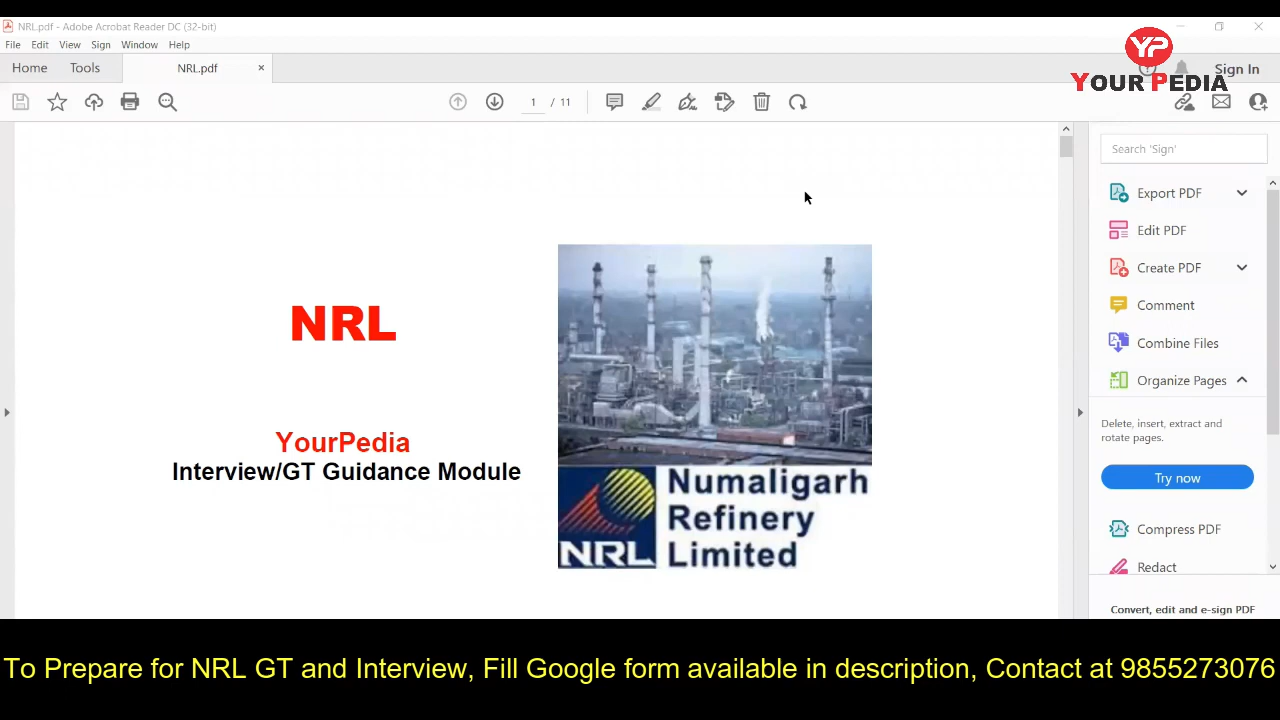 NRL.pdf - Adobe Acrobat Reader DC (32-bit)
File Edit View Sign Window Help
Home Tools NRL.pdf × Sign In
YP
YOUR PEDIA
1 / 11
Search 'Sign'
Export PDF
Edit PDF
Create PDF
Comment
Combine Files
Organize Pages
Delete, insert, extract and
rotate pages.
Try now
Compress PDF
Redact
Convert, edit and e-sign PDF
NRL
YourPedia
Interview/GT Guidance Module
NRL
Numaligarh
Refinery
Limited
To Prepare for NRL GT and Interview, Fill Google form available in description, Contact at 9855273076